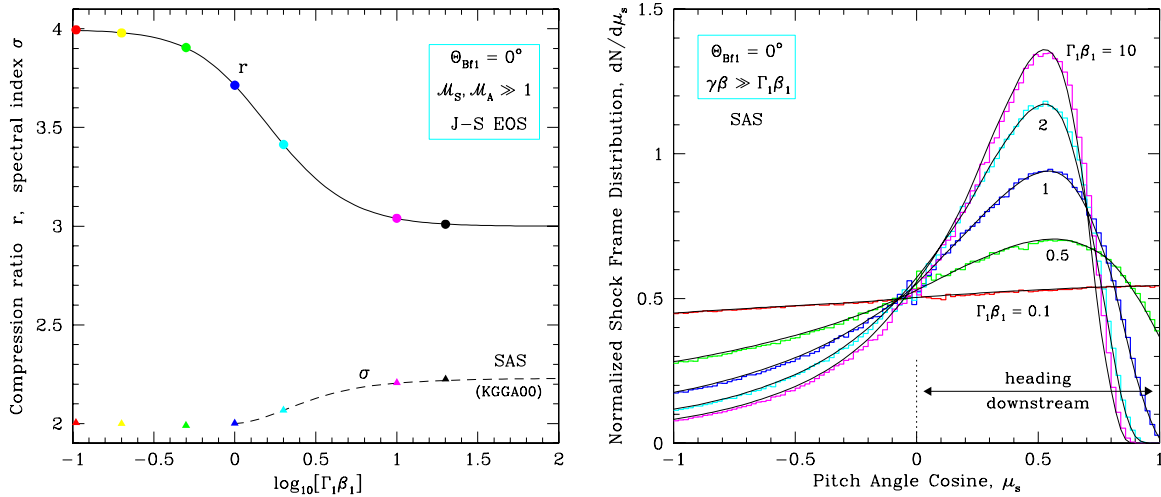 Compression ratio r, spectral index σ
4
3.5
3
2.5
2
r
Θ_Bf1 = 0°
ℳ_S, ℳ_A ≫ 1
J-S EOS
SAS
(KGGA00)
σ
-1
-0.5
0
0.5
1
1.5
2
log₁₀[Γ₁β₁]
Normalized Shock Frame Distribution, dN/dμ_s
1.5
1
0.5
0
Θ_Bf1 = 0°
γβ ≫ Γ₁β₁
SAS
Γ₁β₁ = 10
2
1
0.5
Γ₁β₁ = 0.1
heading
downstream
-1
-0.5
0
0.5
1
Pitch Angle Cosine, μ_s